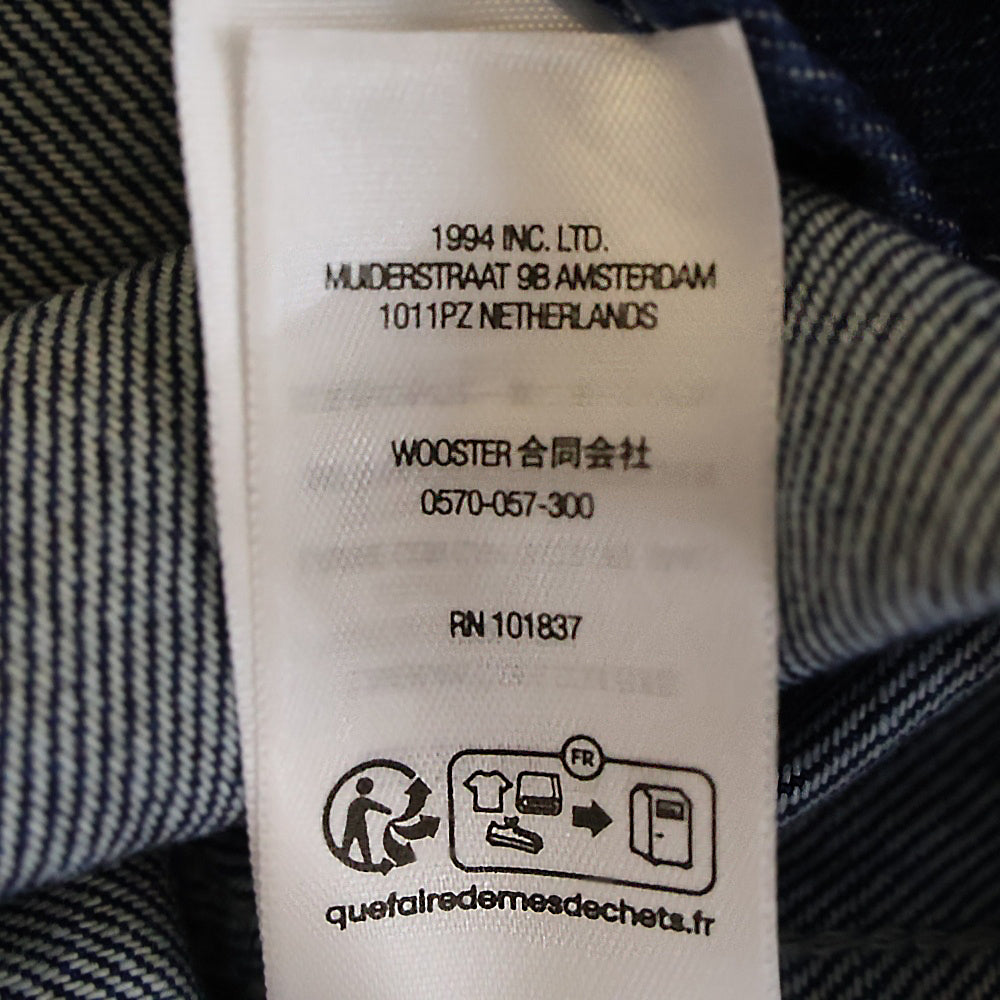 1994 INC. LTD.
MUIDERSTRAAT 9B AMSTERDAM
1011PZ NETHERLANDS
WOOSTER 合同会社
0570-057-300
RN 101837
FR
quefairedemesdechets.fr